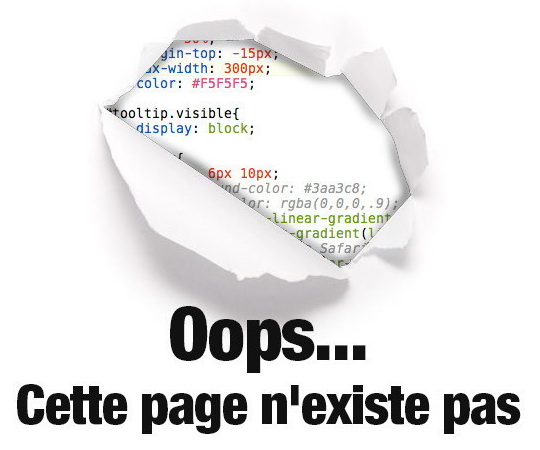 gin-top: -15px;
x-width: 300px;
color: #F5F5F5;
tooltip.visible{
display: block;
{
6px 10px;
nd-color: #3aa3c8;
lor: rgba(0,0,0,.9);
-linear-gradient
-gradient(l
Safari
Oops...
Cette page n'existe pas